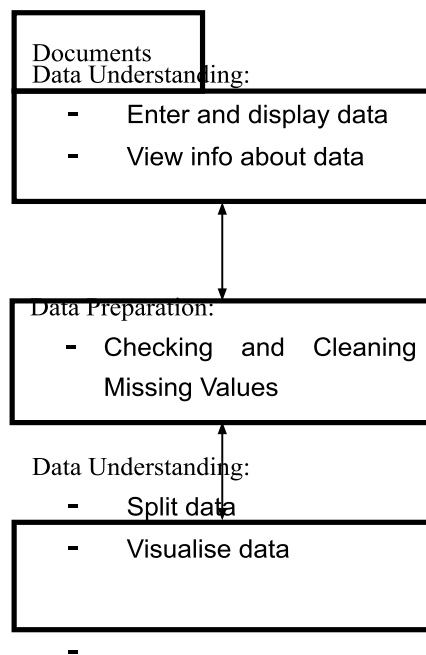 Documents
Data Understanding:
- Enter and display data
- View info about data
Data Preparation:
- Checking and Cleaning
Missing Values
Data Understanding:
- Split data
- Visualise data
-